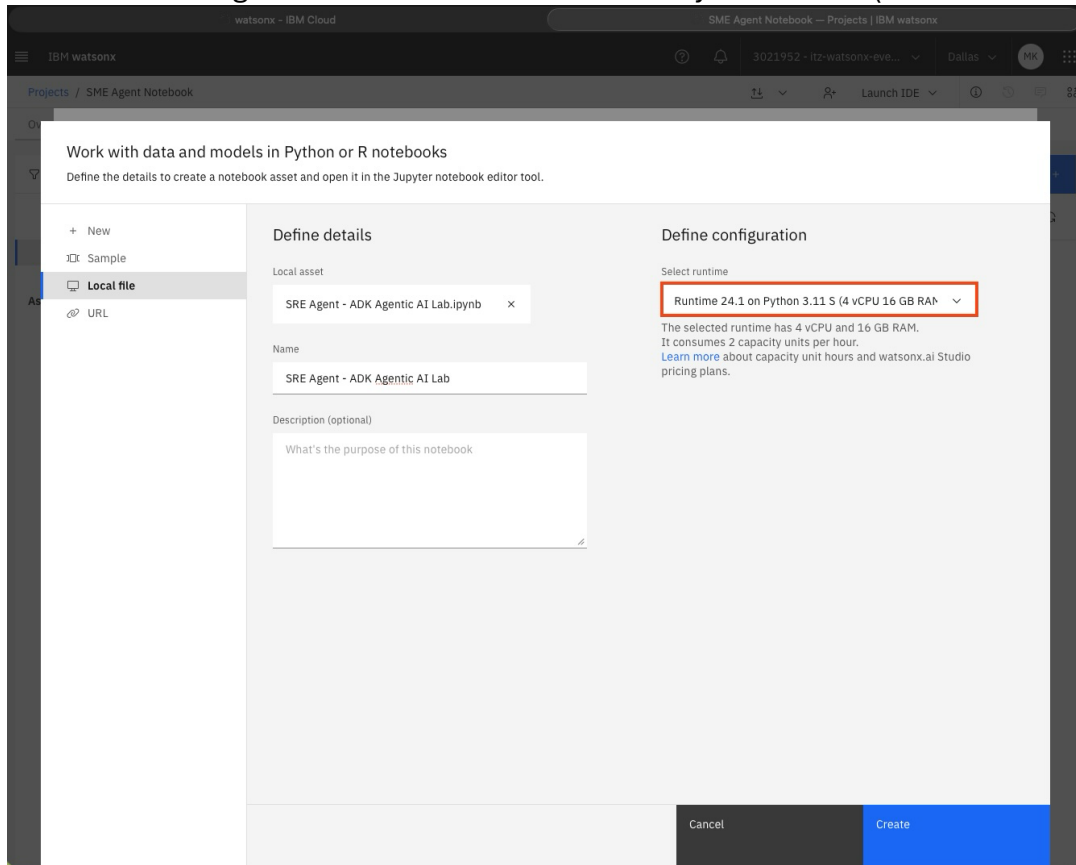 watsonx - IBM Cloud
SME Agent Notebook — Projects | IBM watsonx
IBM watsonx
3021952 - itz-watsonx-eve...
Dallas
MK
Projects / SME Agent Notebook
Launch IDE
Ov
Work with data and models in Python or R notebooks
Define the details to create a notebook asset and open it in the Jupyter notebook editor tool.
+ New
Sample
Local file
As
URL
Define details
Local asset
SRE Agent - ADK Agentic AI Lab.ipynb ×
Name
SRE Agent - ADK Agentic AI Lab
Description (optional)
What's the purpose of this notebook
Define configuration
Select runtime
Runtime 24.1 on Python 3.11 S (4 vCPU 16 GB RAM
The selected runtime has 4 vCPU and 16 GB RAM.
It consumes 2 capacity units per hour.
Learn more about capacity unit hours and watsonx.ai Studio
pricing plans.
Cancel
Create